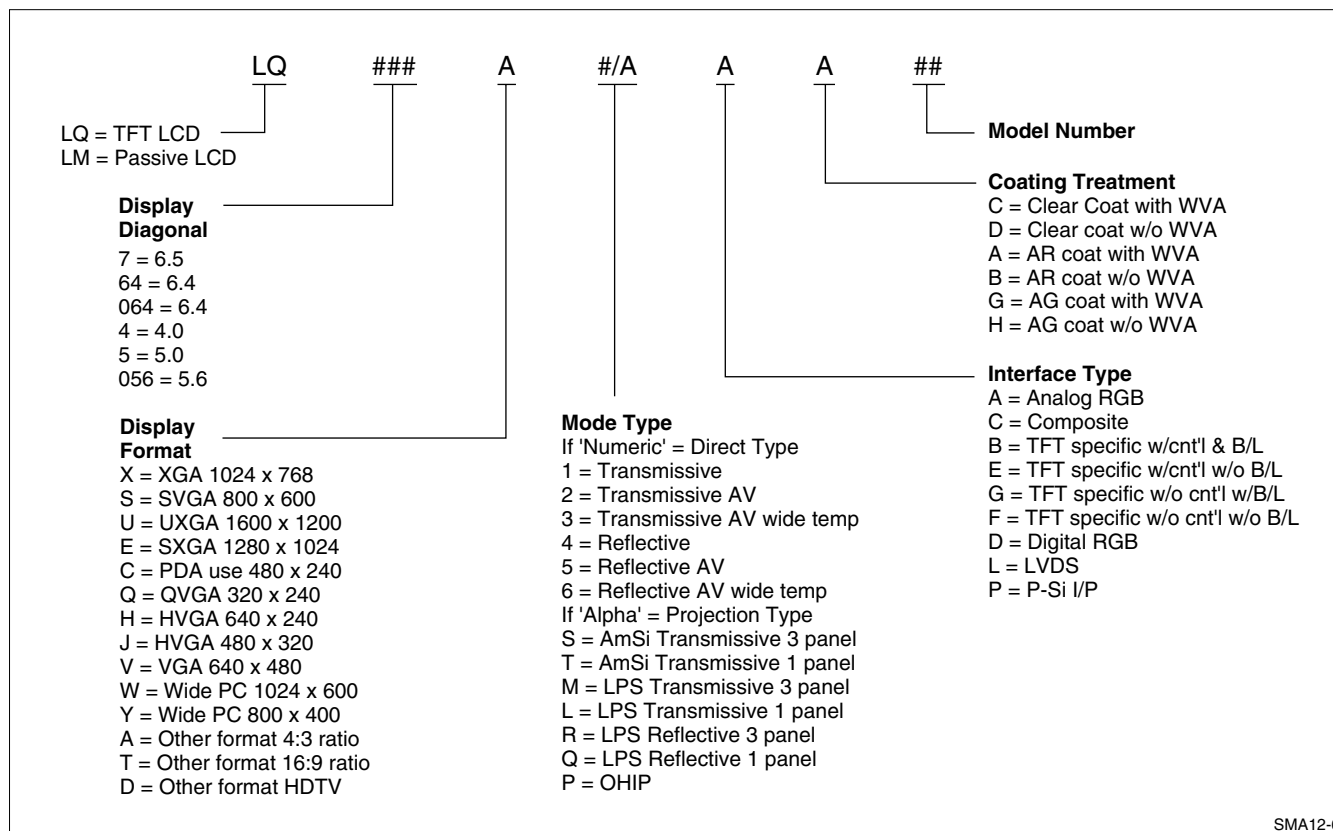 LQ ### A #/A A A ##
LQ = TFT LCD
LM = Passive LCD
Display
Diagonal
7 = 6.5
64 = 6.4
064 = 6.4
4 = 4.0
5 = 5.0
056 = 5.6
Display
Format
X = XGA 1024 x 768
S = SVGA 800 x 600
U = UXGA 1600 x 1200
E = SXGA 1280 x 1024
C = PDA use 480 x 240
Q = QVGA 320 x 240
H = HVGA 640 x 240
J = HVGA 480 x 320
V = VGA 640 x 480
W = Wide PC 1024 x 600
Y = Wide PC 800 x 400
A = Other format 4:3 ratio
T = Other format 16:9 ratio
D = Other format HDTV
Mode Type
If 'Numeric' = Direct Type
1 = Transmissive
2 = Transmissive AV
3 = Transmissive AV wide temp
4 = Reflective
5 = Reflective AV
6 = Reflective AV wide temp
If 'Alpha' = Projection Type
S = AmSi Transmissive 3 panel
T = AmSi Transmissive 1 panel
M = LPS Transmissive 3 panel
L = LPS Transmissive 1 panel
R = LPS Reflective 3 panel
Q = LPS Reflective 1 panel
P = OHIP
Model Number
Coating Treatment
C = Clear Coat with WVA
D = Clear coat w/o WVA
A = AR coat with WVA
B = AR coat w/o WVA
G = AG coat with WVA
H = AG coat w/o WVA
Interface Type
A = Analog RGB
C = Composite
B = TFT specific w/cnt'l & B/L
E = TFT specific w/cnt'l w/o B/L
G = TFT specific w/o cnt'l w/B/L
F = TFT specific w/o cnt'l w/o B/L
D = Digital RGB
L = LVDS
P = P-Si I/P